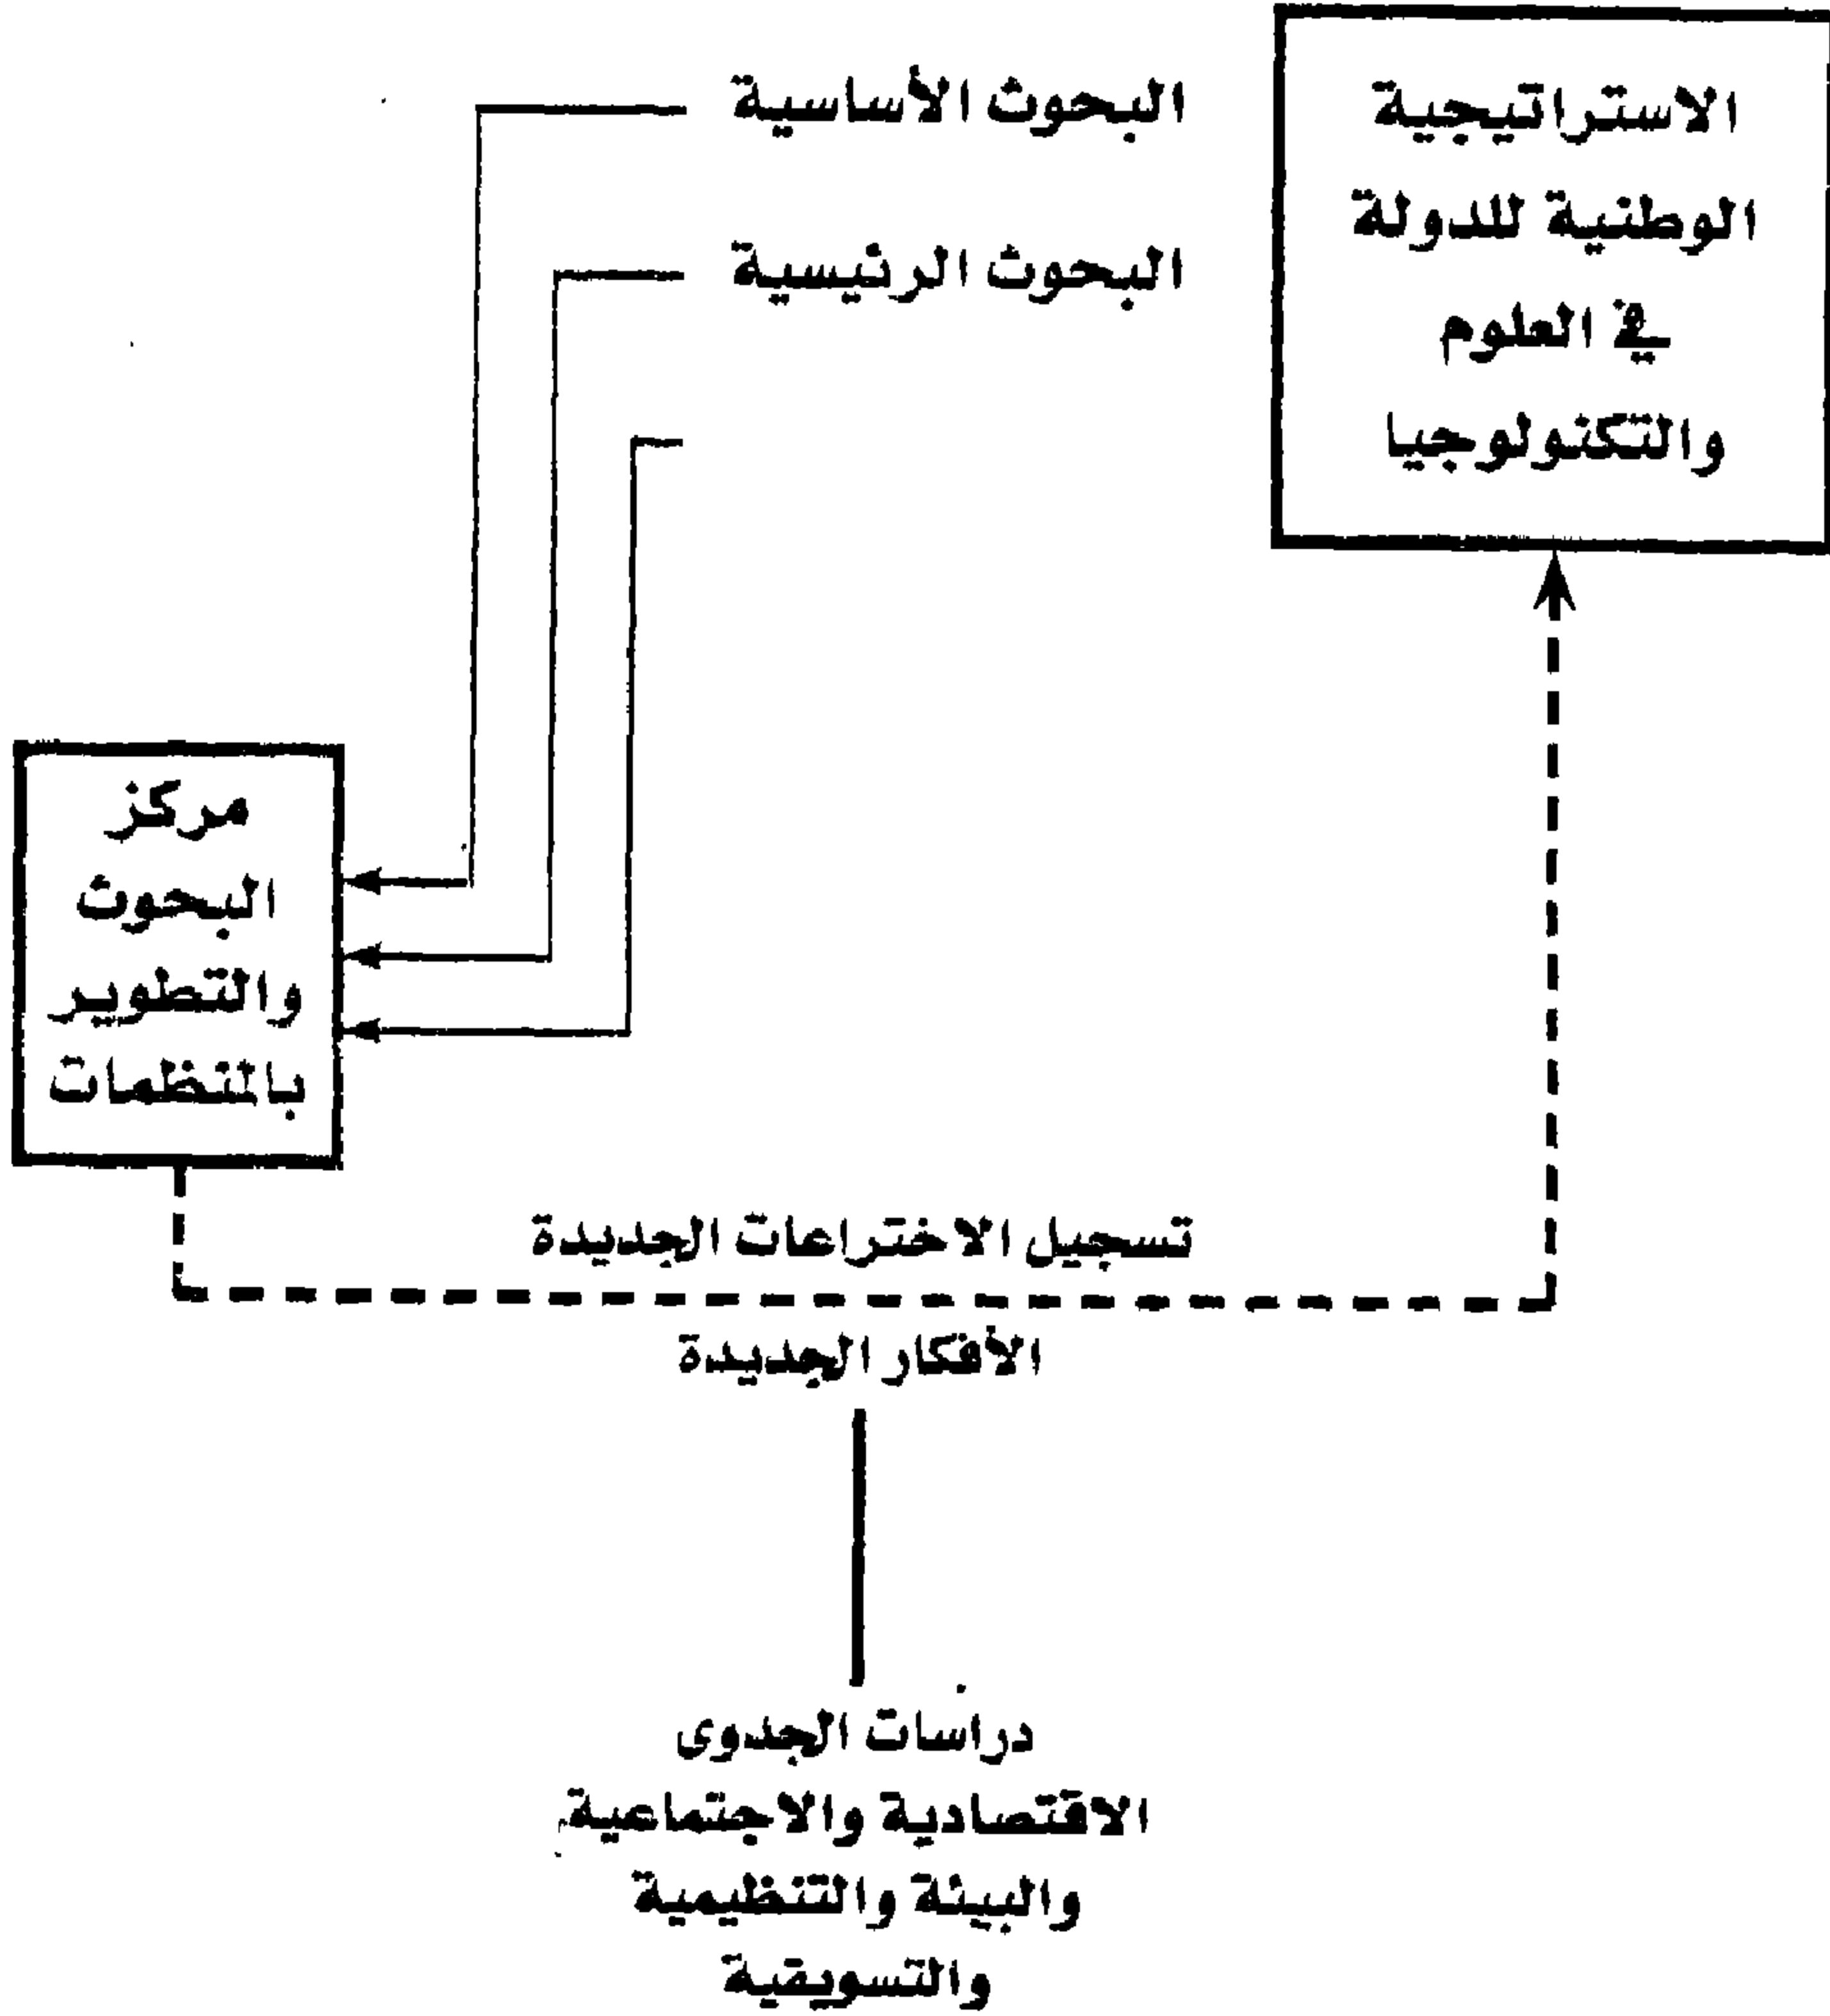 الاستراتيجية
الوطنية للدولة
في العلوم
والتكنولوجيا
البحوث الأساسية
البحوث الرئيسية
مركز
البحوث
والتطوير
بالمنظمات
تسجيل الاختراعات الجديدة
الأفكار الجديدة
دراسات الجدوى
الاقتصادية والاجتماعية
والبيئة والتنظيمية
والتسويقية